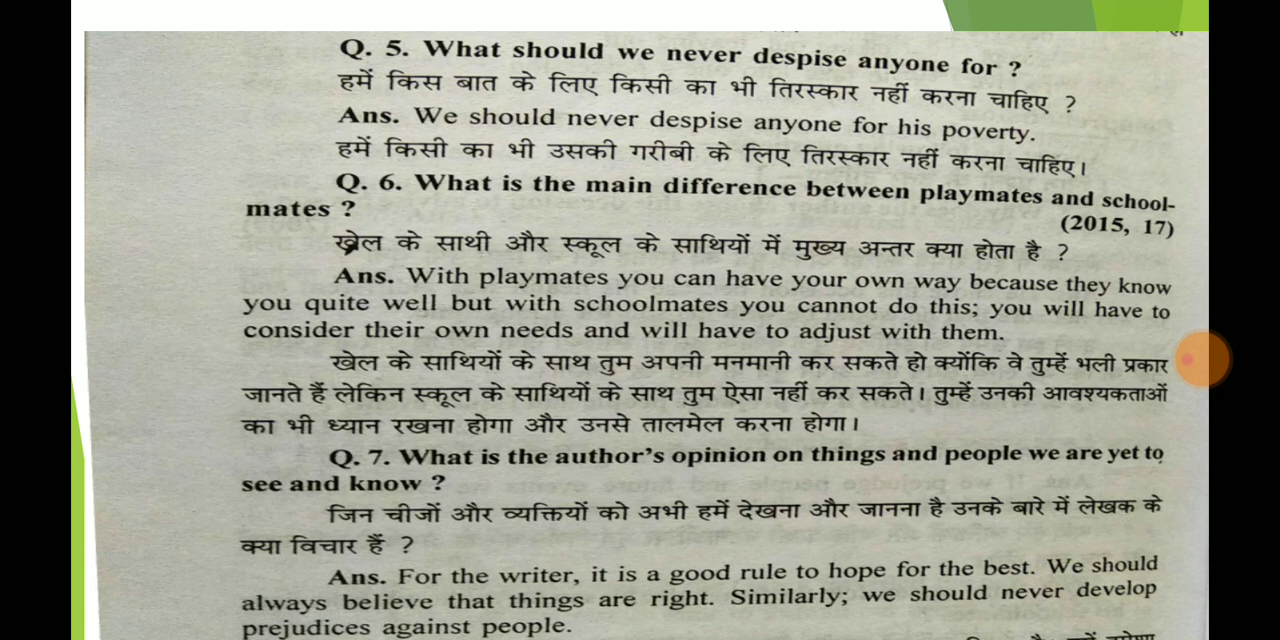 Q. 5. What should we never despise anyone for ?
हमें किस बात के लिए किसी का भी तिरस्कार नहीं करना चाहिए ?
Ans. We should never despise anyone for his poverty.
हमें किसी का भी उसकी गरीबी के लिए तिरस्कार नहीं करना चाहिए।
Q. 6. What is the main difference between playmates and school-
mates ? (2015, 17)
खेल के साथी और स्कूल के साथियों में मुख्य अन्तर क्या होता है ?
Ans. With playmates you can have your own way because they know
you quite well but with schoolmates you cannot do this; you will have to
consider their own needs and will have to adjust with them.
खेल के साथियों के साथ तुम अपनी मनमानी कर सकते हो क्योंकि वे तुम्हें भली प्रकार
जानते हैं लेकिन स्कूल के साथियों के साथ तुम ऐसा नहीं कर सकते। तुम्हें उनकी आवश्यकताओं
का भी ध्यान रखना होगा और उनसे तालमेल करना होगा।
Q. 7. What is the author's opinion on things and people we are yet to
see and know ?
जिन चीजों और व्यक्तियों को अभी हमें देखना और जानना है उनके बारे में लेखक के
क्या विचार हैं ?
Ans. For the writer, it is a good rule to hope for the best. We should
always believe that things are right. Similarly; we should never develop
prejudices against people.